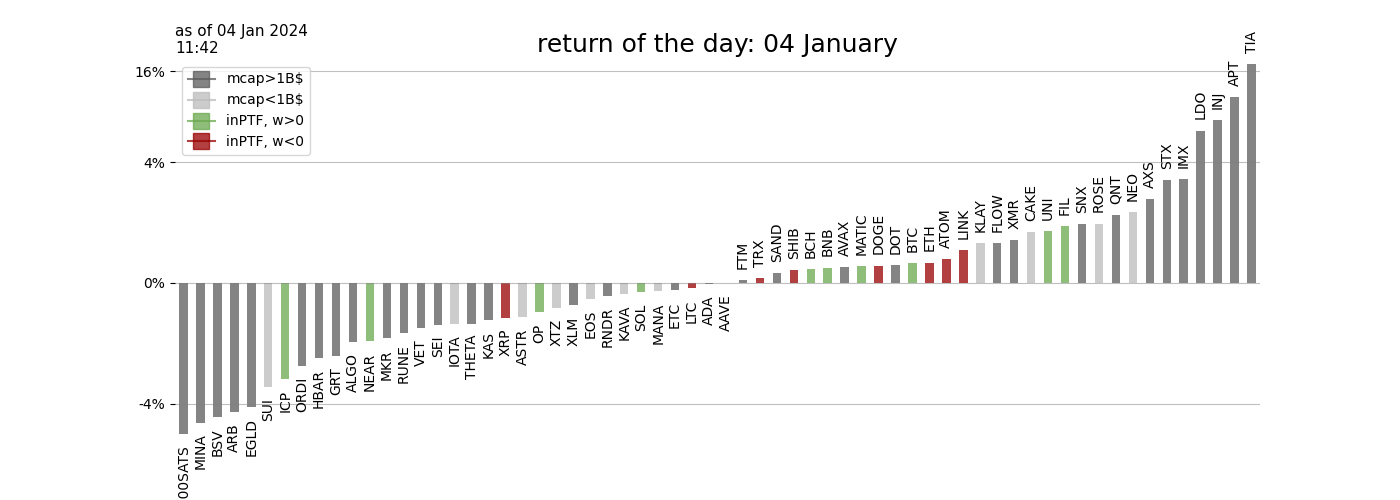 as of 04 Jan 2024
11:42
return of the day: 04 January
mcap>1B$
mcap<1B$
inPTF, w>0
inPTF, w<0
16%
4%
0%
-4%
00SATS
MINA
BSV
ARB
EGLD
SUI
ICP
ORDI
HBAR
GRT
ALGO
NEAR
MKR
RUNE
VET
SEI
IOTA
THETA
KAS
XRP
ASTR
OP
XTZ
XLM
EOS
RNDR
KAVA
SOL
MANA
ETC
LTC
ADA
AAVE
FTM
TRX
SAND
SHIB
BCH
BNB
AVAX
MATIC
DOGE
DOT
BTC
ETH
ATOM
LINK
KLAY
FLOW
XMR
CAKE
UNI
FIL
SNX
ROSE
QNT
NEO
AXS
STX
IMX
LDO
INJ
APT
TIA